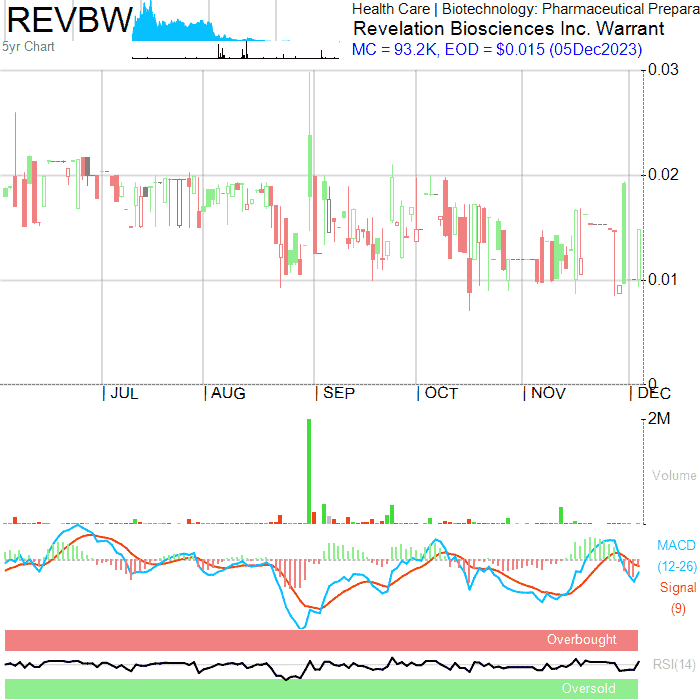 REVBW
5yr Chart
Health Care | Biotechnology: Pharmaceutical Prepara
Revelation Biosciences Inc. Warrant
MC = 93.2K, EOD = $0.015 (05Dec2023)
0.03
0.02
0.01
0
JUL
AUG
SEP
OCT
NOV
DEC
2M
Volume
MACD
(12-26)
Signal
(9)
Overbought
RSI(14)
Oversold